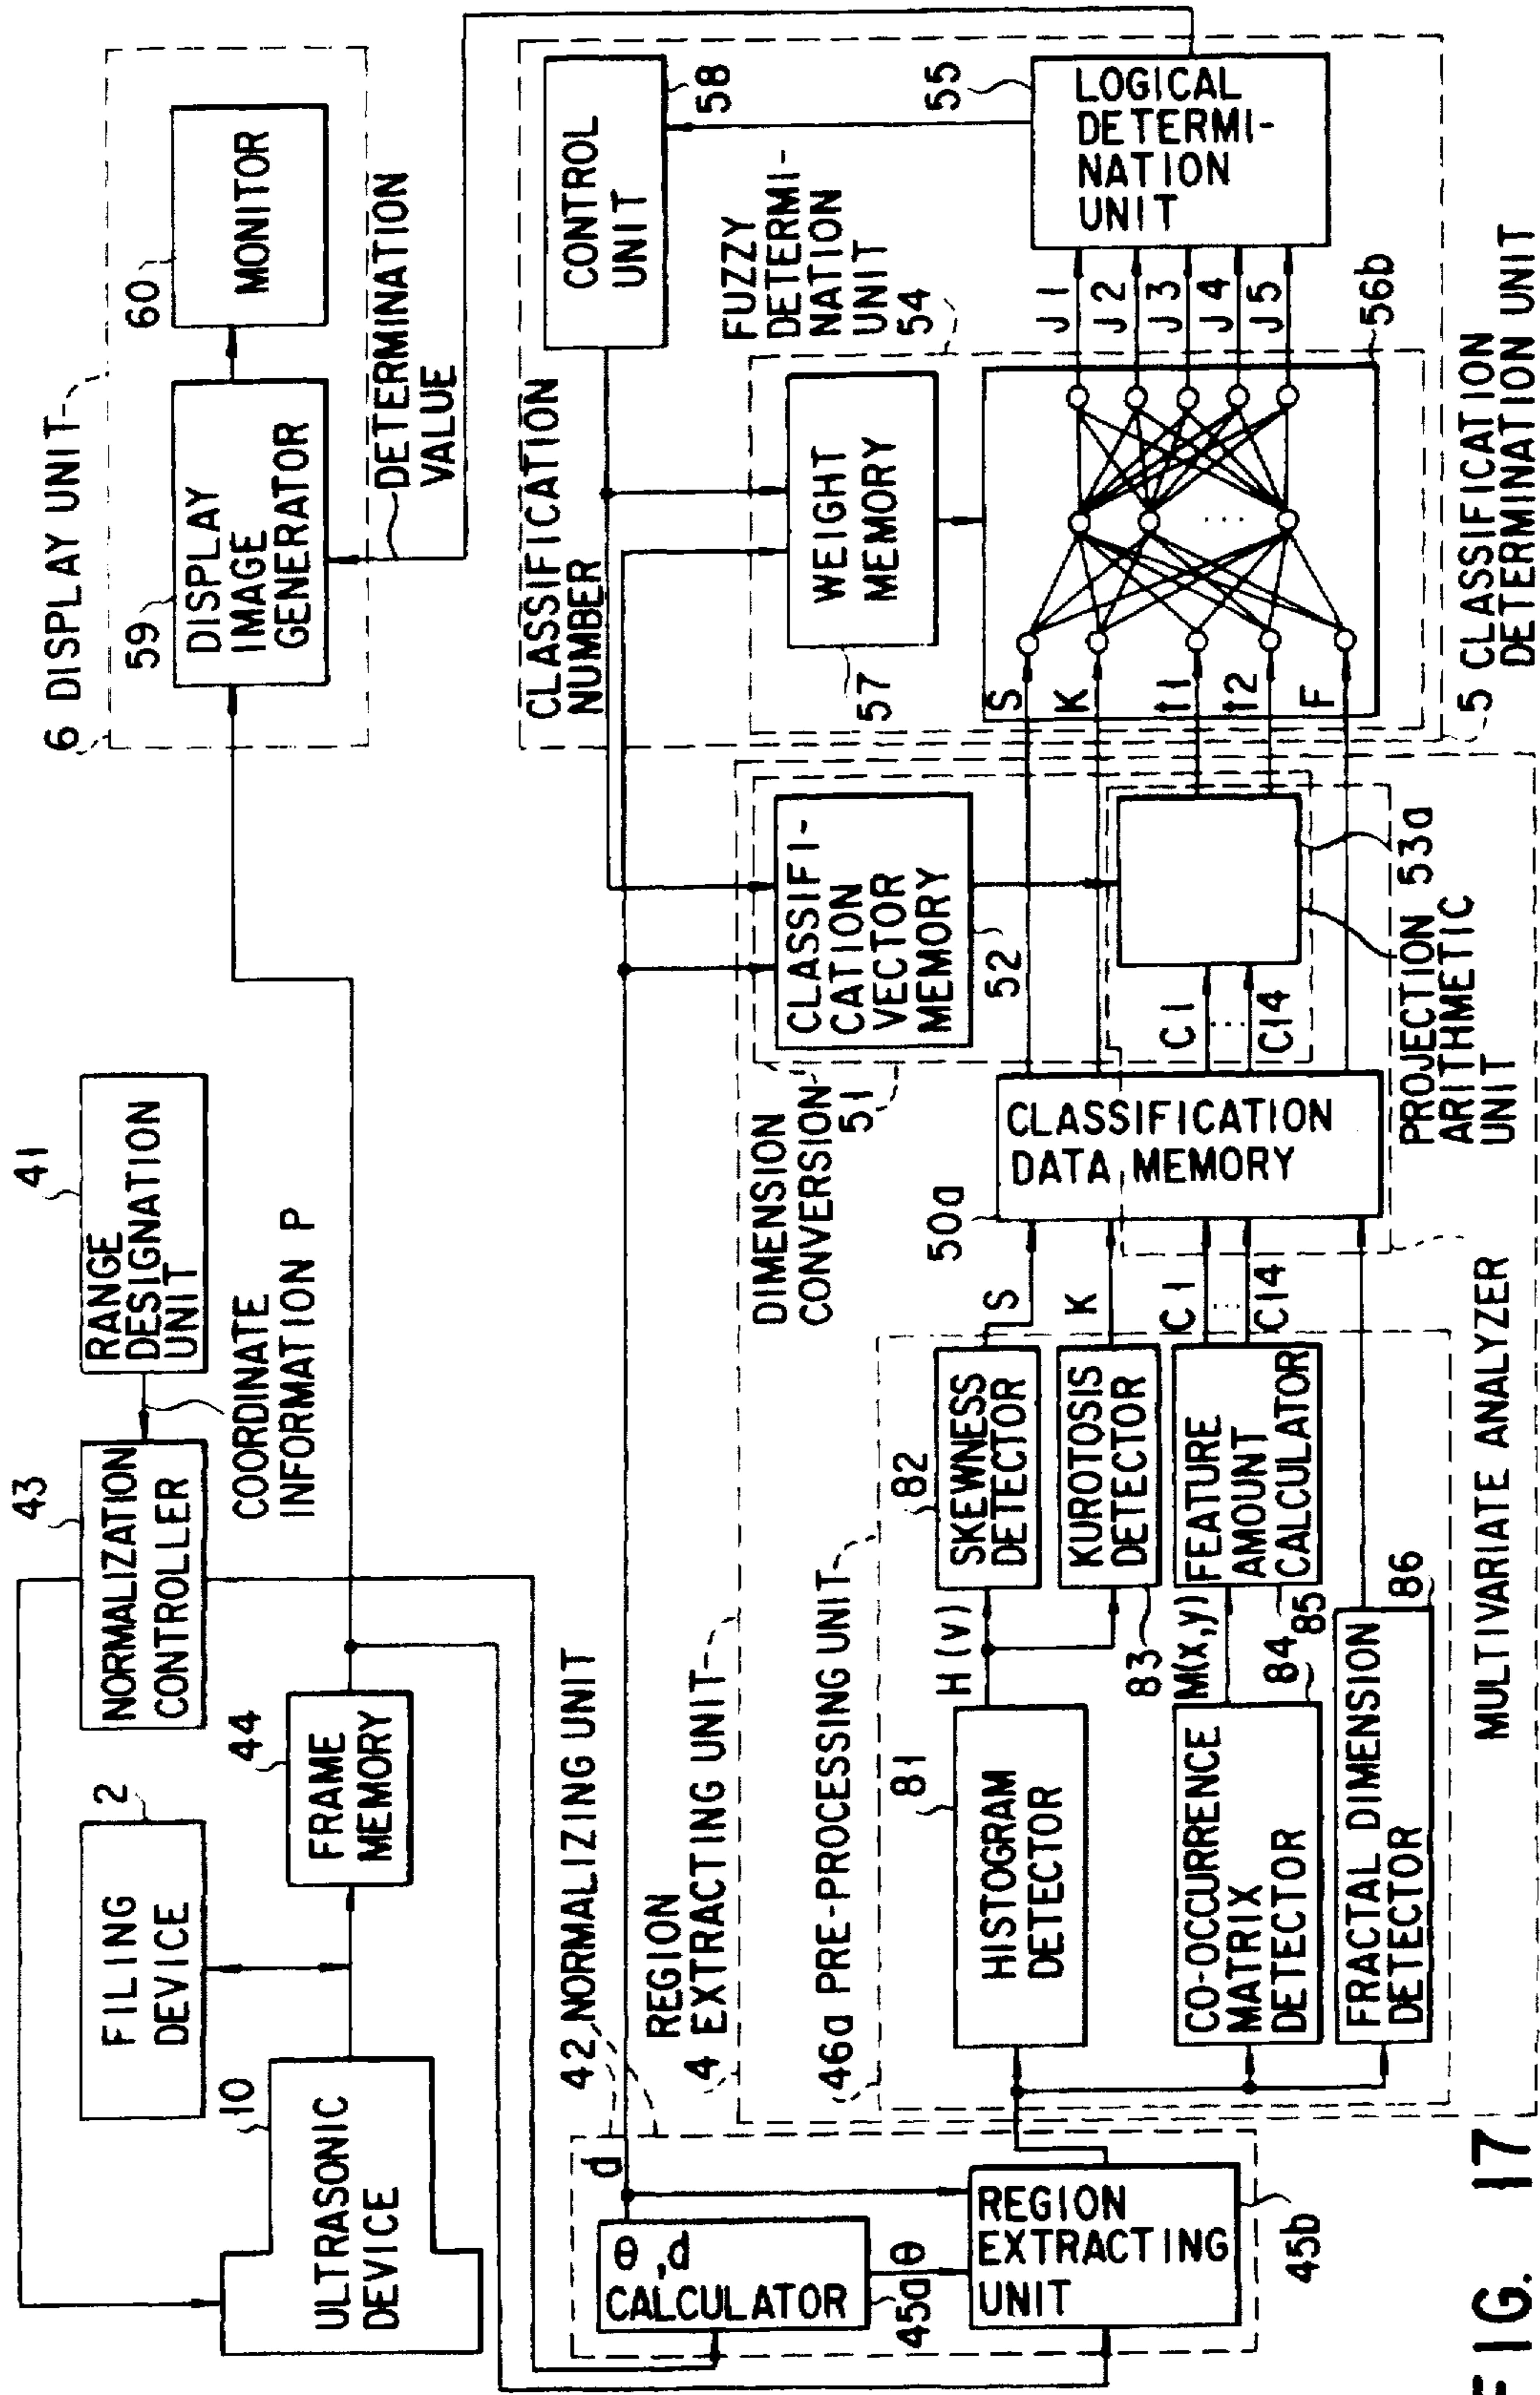 6 DISPLAY UNIT
59
DISPLAY
IMAGE
GENERATOR
60
MONITOR
DETERMINATION
VALUE
41
RANGE
DESIGNATION
UNIT
COORDINATE
INFORMATION P
43
NORMALIZATION
CONTROLLER
2
FILING
DEVICE
44
FRAME
MEMORY
10
ULTRASONIC
DEVICE
CLASSIFICATION
NUMBER
CONTROL
UNIT
58
FUZZY
DETERMI-
NATION
UNIT
54
55
LOGICAL
DETERMI-
NATION
UNIT
WEIGHT
MEMORY
57
S
K
t1
t2
F
J1
J2
J3
J4
J5
56b
5 CLASSIFICATION
DETERMINATION UNIT
42 NORMALIZING UNIT
d
θ,d
CALCULATOR
45a
θ
REGION
EXTRACTING
UNIT
45b
REGION
4 EXTRACTING UNIT
46a PRE-PROCESSING UNIT
81
HISTOGRAM
DETECTOR
H(v)
82
SKEWNESS
DETECTOR
KUROTOSIS
DETECTOR
83
CO-OCCURRENCE
MATRIX
DETECTOR
84
M(x,y)
FEATURE
AMOUNT
CALCULATOR
85
FRACTAL DIMENSION
DETECTOR
86
S
K
C1
...
C14
DIMENSION
CONVERSION
51
CLASSIFI-
CATION
VECTOR
MEMORY
52
50a
CLASSIFICATION
DATA MEMORY
C1
...
C14
PROJECTION
ARITHMETIC
UNIT
53a
MULTIVARIATE ANALYZER
FIG. 17